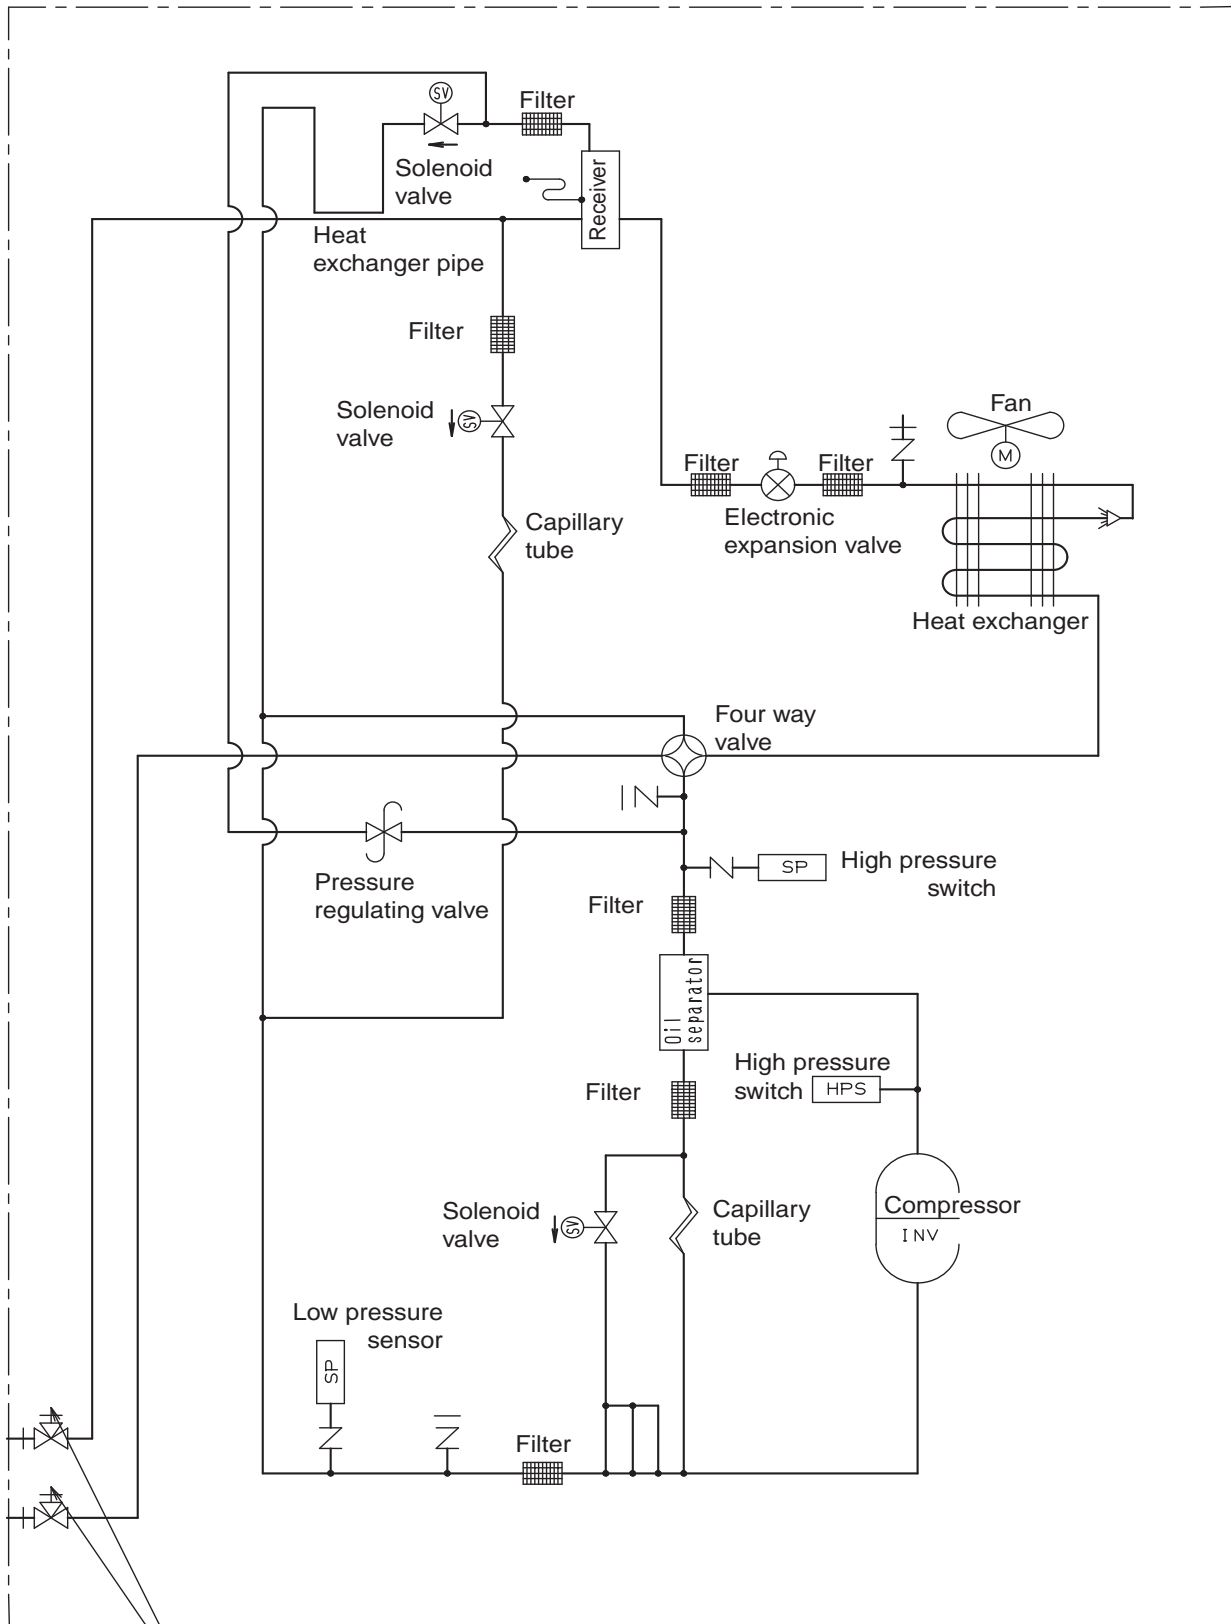 SV
Filter
Solenoid
valve
Receiver
Heat
exchanger pipe
Filter
Solenoid
valve
SV
Fan
M
Filter
Filter
Electronic
expansion valve
Capillary
tube
Heat exchanger
Four way
valve
Pressure
regulating valve
SP
High pressure
switch
Filter
Oil
separator
High pressure
switch
HPS
Filter
Solenoid
valve
SV
Capillary
tube
Compressor
INV
Low pressure
sensor
SP
Filter